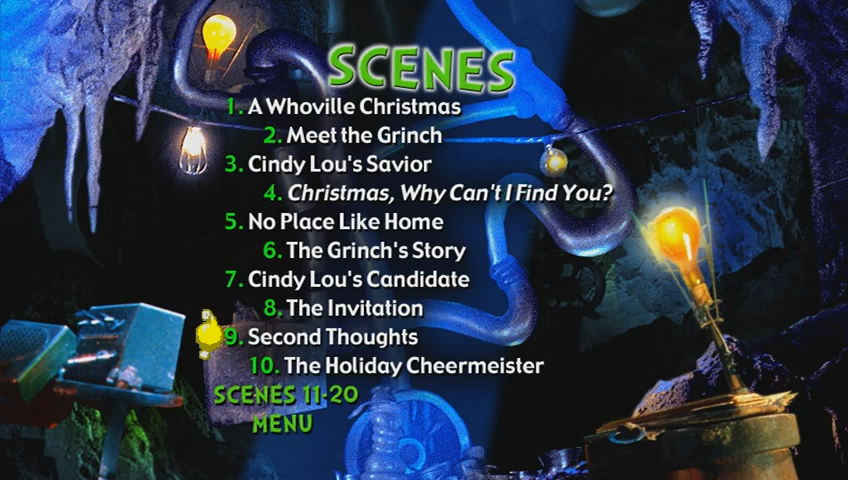 SCENES
1. A Whoville Christmas
2. Meet the Grinch
3. Cindy Lou's Savior
4. Christmas, Why Can't I Find You?
5. No Place Like Home
6. The Grinch's Story
7. Cindy Lou's Candidate
8. The Invitation
9. Second Thoughts
10. The Holiday Cheermeister
SCENES 11-20
MENU